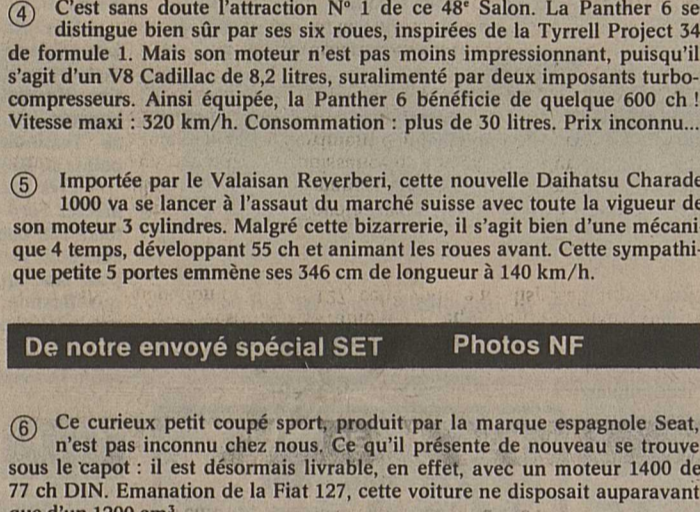 ④ C'est sans doute l'attraction Nº 1 de ce 48e Salon. La Panther 6 se
distingue bien sûr par ses six roues, inspirées de la Tyrrell Project 34
de formule 1. Mais son moteur n'est pas moins impressionnant, puisqu'il
s'agit d'un V8 Cadillac de 8,2 litres, suralimenté par deux imposants turbo-
compresseurs. Ainsi équipée, la Panther 6 bénéficie de quelque 600 ch !
Vitesse maxi : 320 km/h. Consommation : plus de 30 litres. Prix inconnu...
⑤ Importée par le Valaisan Reverberi, cette nouvelle Daihatsu Charade
1000 va se lancer à l'assaut du marché suisse avec toute la vigueur de
son moteur 3 cylindres. Malgré cette bizarrerie, il s'agit bien d'une mécani-
que 4 temps, développant 55 ch et animant les roues avant. Cette sympathi-
que petite 5 portes emmène ses 346 cm de longueur à 140 km/h.
De notre envoyé spécial SET Photos NF
⑥ Ce curieux petit coupé sport, produit par la marque espagnole Seat,
n'est pas inconnu chez nous. Ce qu'il présente de nouveau se trouve
sous le capot : il est désormais livrable, en effet, avec un moteur 1400 de
77 ch DIN. Emanation de la Fiat 127, cette voiture ne disposait auparavant
que d'un 1200 cm³.